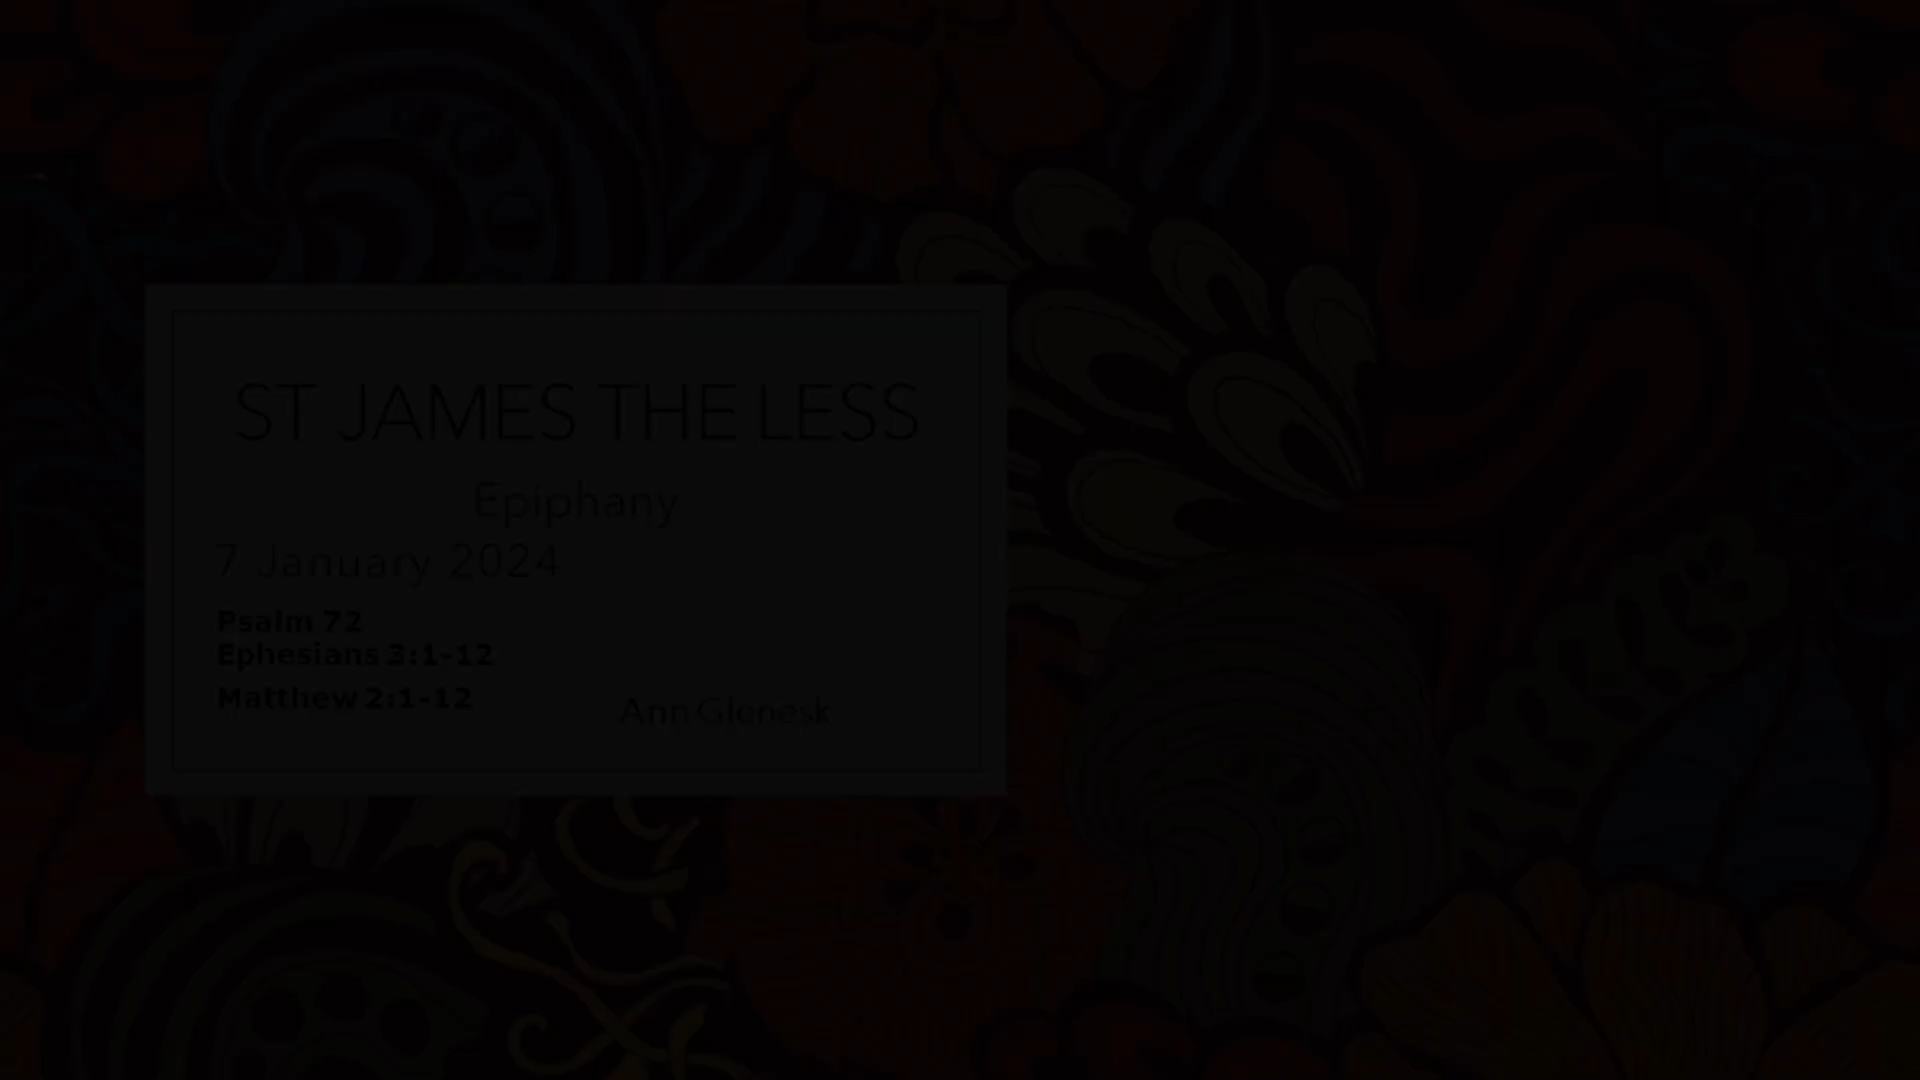 ST JAMES THE LESS
Epiphany
7 January 2024
Psalm 72
Ephesians 3:1-12
Matthew 2:1-12
Ann Glenesk